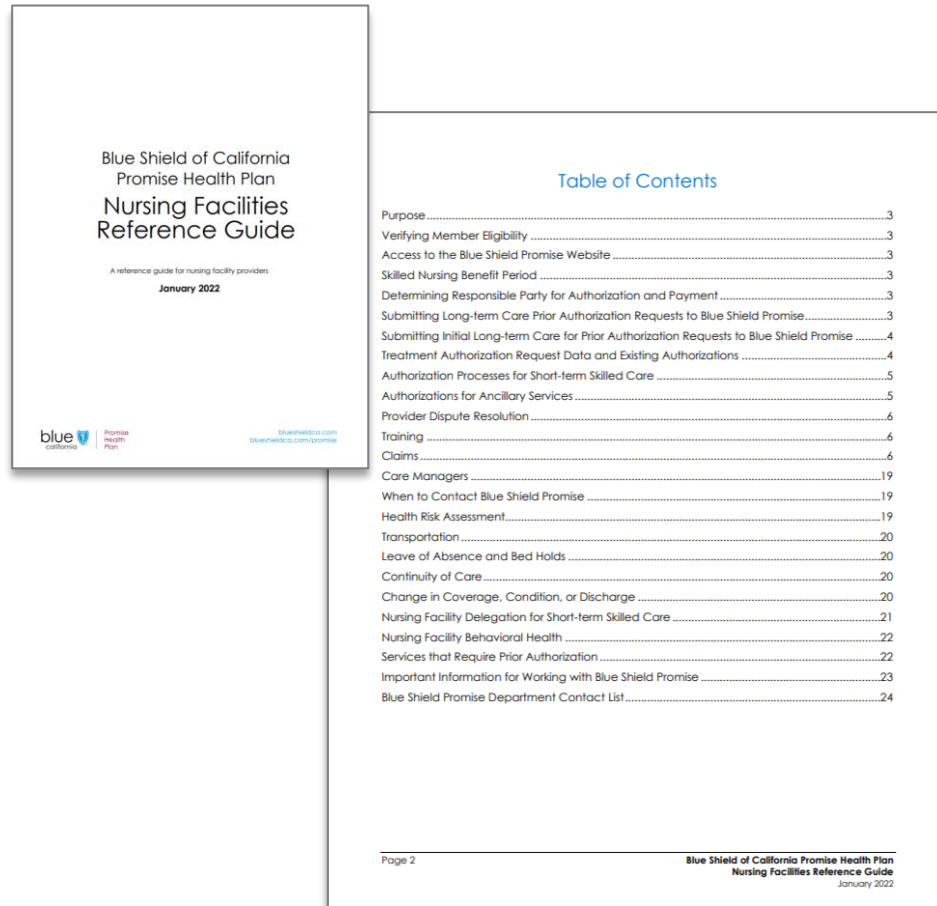 Blue Shield of California
Promise Health Plan
Nursing Facilities
Reference Guide
A reference guide for nursing facility providers
January 2022
blue
california
Promise
Health
Plan
blueshieldca.com
blueshieldca.com/promise
Table of Contents
Purpose 3
Verifying Member Eligibility 3
Access to the Blue Shield Promise Website 3
Skilled Nursing Benefit Period 3
Determining Responsible Party for Authorization and Payment 3
Submitting Long-term Care Prior Authorization Requests to Blue Shield Promise 3
Submitting Initial Long-term Care for Prior Authorization Requests to Blue Shield Promise 4
Treatment Authorization Request Data and Existing Authorizations 4
Authorization Processes for Short-term Skilled Care 5
Authorizations for Ancillary Services 5
Provider Dispute Resolution 6
Training 6
Claims 6
Care Managers 19
When to Contact Blue Shield Promise 19
Health Risk Assessment 19
Transportation 20
Leave of Absence and Bed Holds 20
Continuity of Care 20
Change in Coverage, Condition, or Discharge 20
Nursing Facility Delegation for Short-term Skilled Care 21
Nursing Facility Behavioral Health 22
Services that Require Prior Authorization 22
Important Information for Working with Blue Shield Promise 23
Blue Shield Promise Department Contact List 24
Page 2
Blue Shield of California Promise Health Plan
Nursing Facilities Reference Guide
January 2022